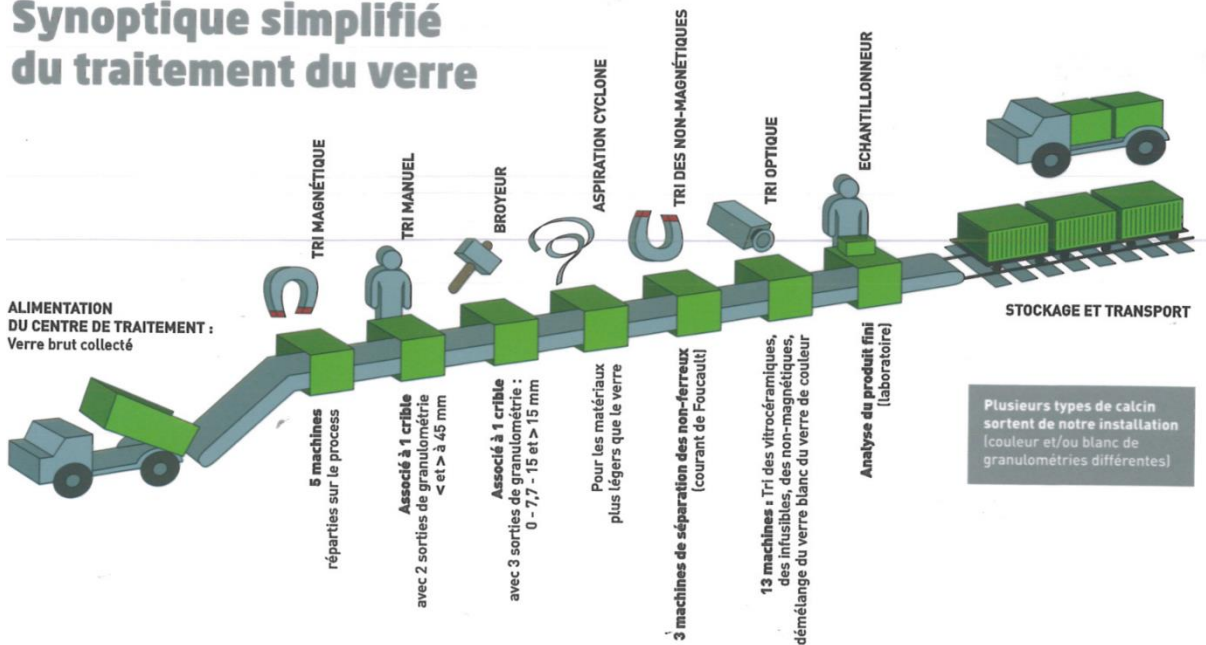 Synoptique simplifié
du traitement du verre
ALIMENTATION
DU CENTRE DE TRAITEMENT :
Verre brut collecté
TRI MAGNÉTIQUE
5 machines
réparties sur le process
TRI MANUEL
Associé à 1 crible
avec 2 sorties de granulométrie
< et > à 45 mm
BROYEUR
Associé à 1 crible
avec 3 sorties de granulométrie :
0 - 7,7 - 15 et > 15 mm
ASPIRATION CYCLONE
Pour les matériaux
plus légers que le verre
TRI DES NON-MAGNÉTIQUES
3 machines de séparation des non-ferreux
(courant de Foucault)
TRI OPTIQUE
13 machines : Tri des vitrocéramiques,
des infusibles, des non-magnétiques,
démélange du verre blanc du verre de couleur
ECHANTILLONNEUR
Analyse du produit fini
(laboratoire)
STOCKAGE ET TRANSPORT
Plusieurs types de calcin
sortent de notre installation
(couleur et/ou blanc de
granulométries différentes)